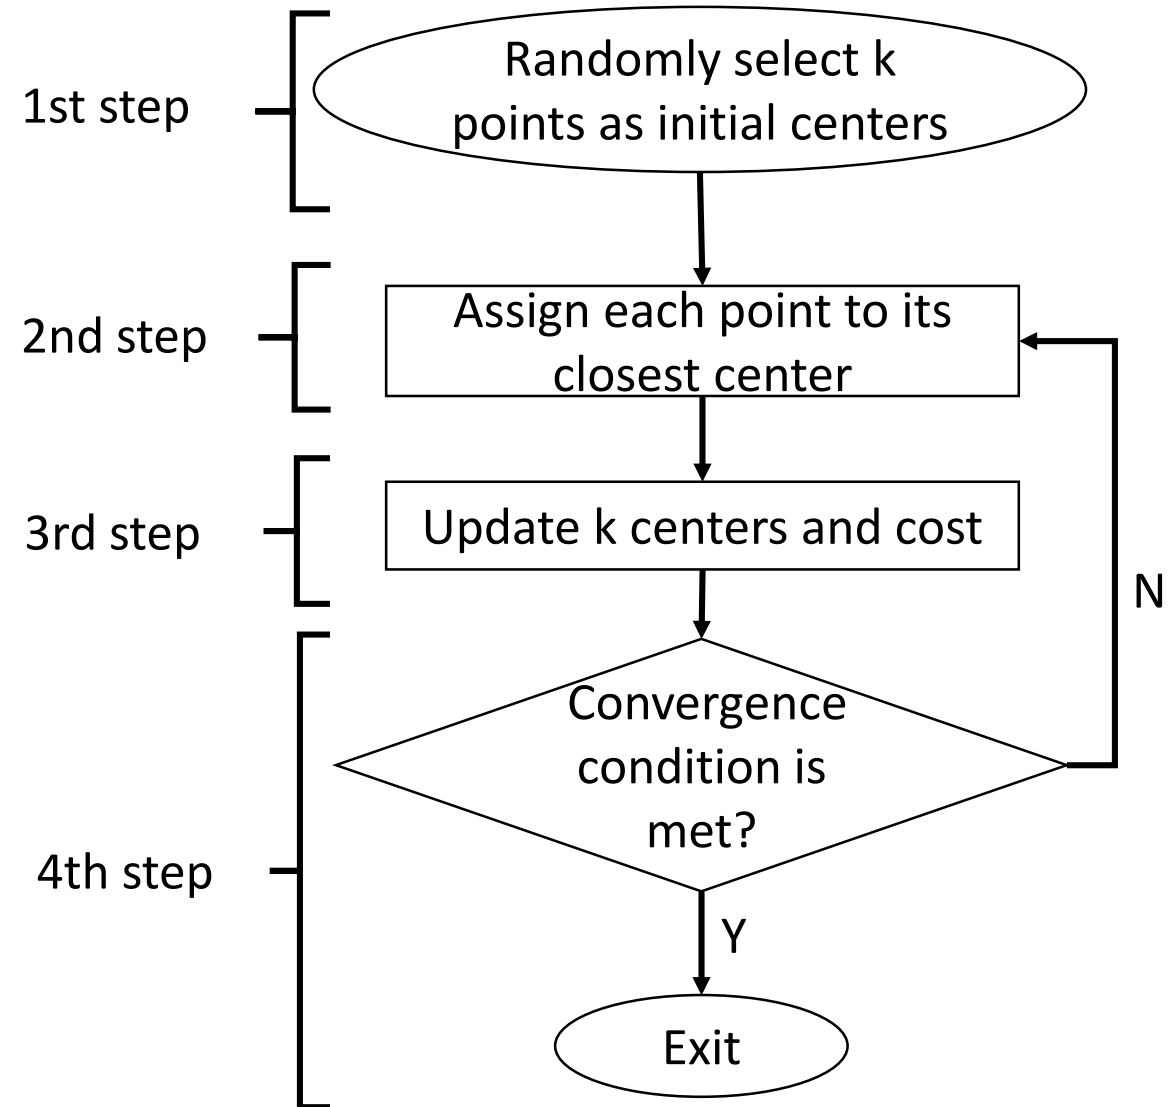 1st step
Randomly select k
points as initial centers
2nd step
Assign each point to its
closest center
3rd step
Update k centers and cost
N
4th step
Convergence
condition is
met?
Y
Exit